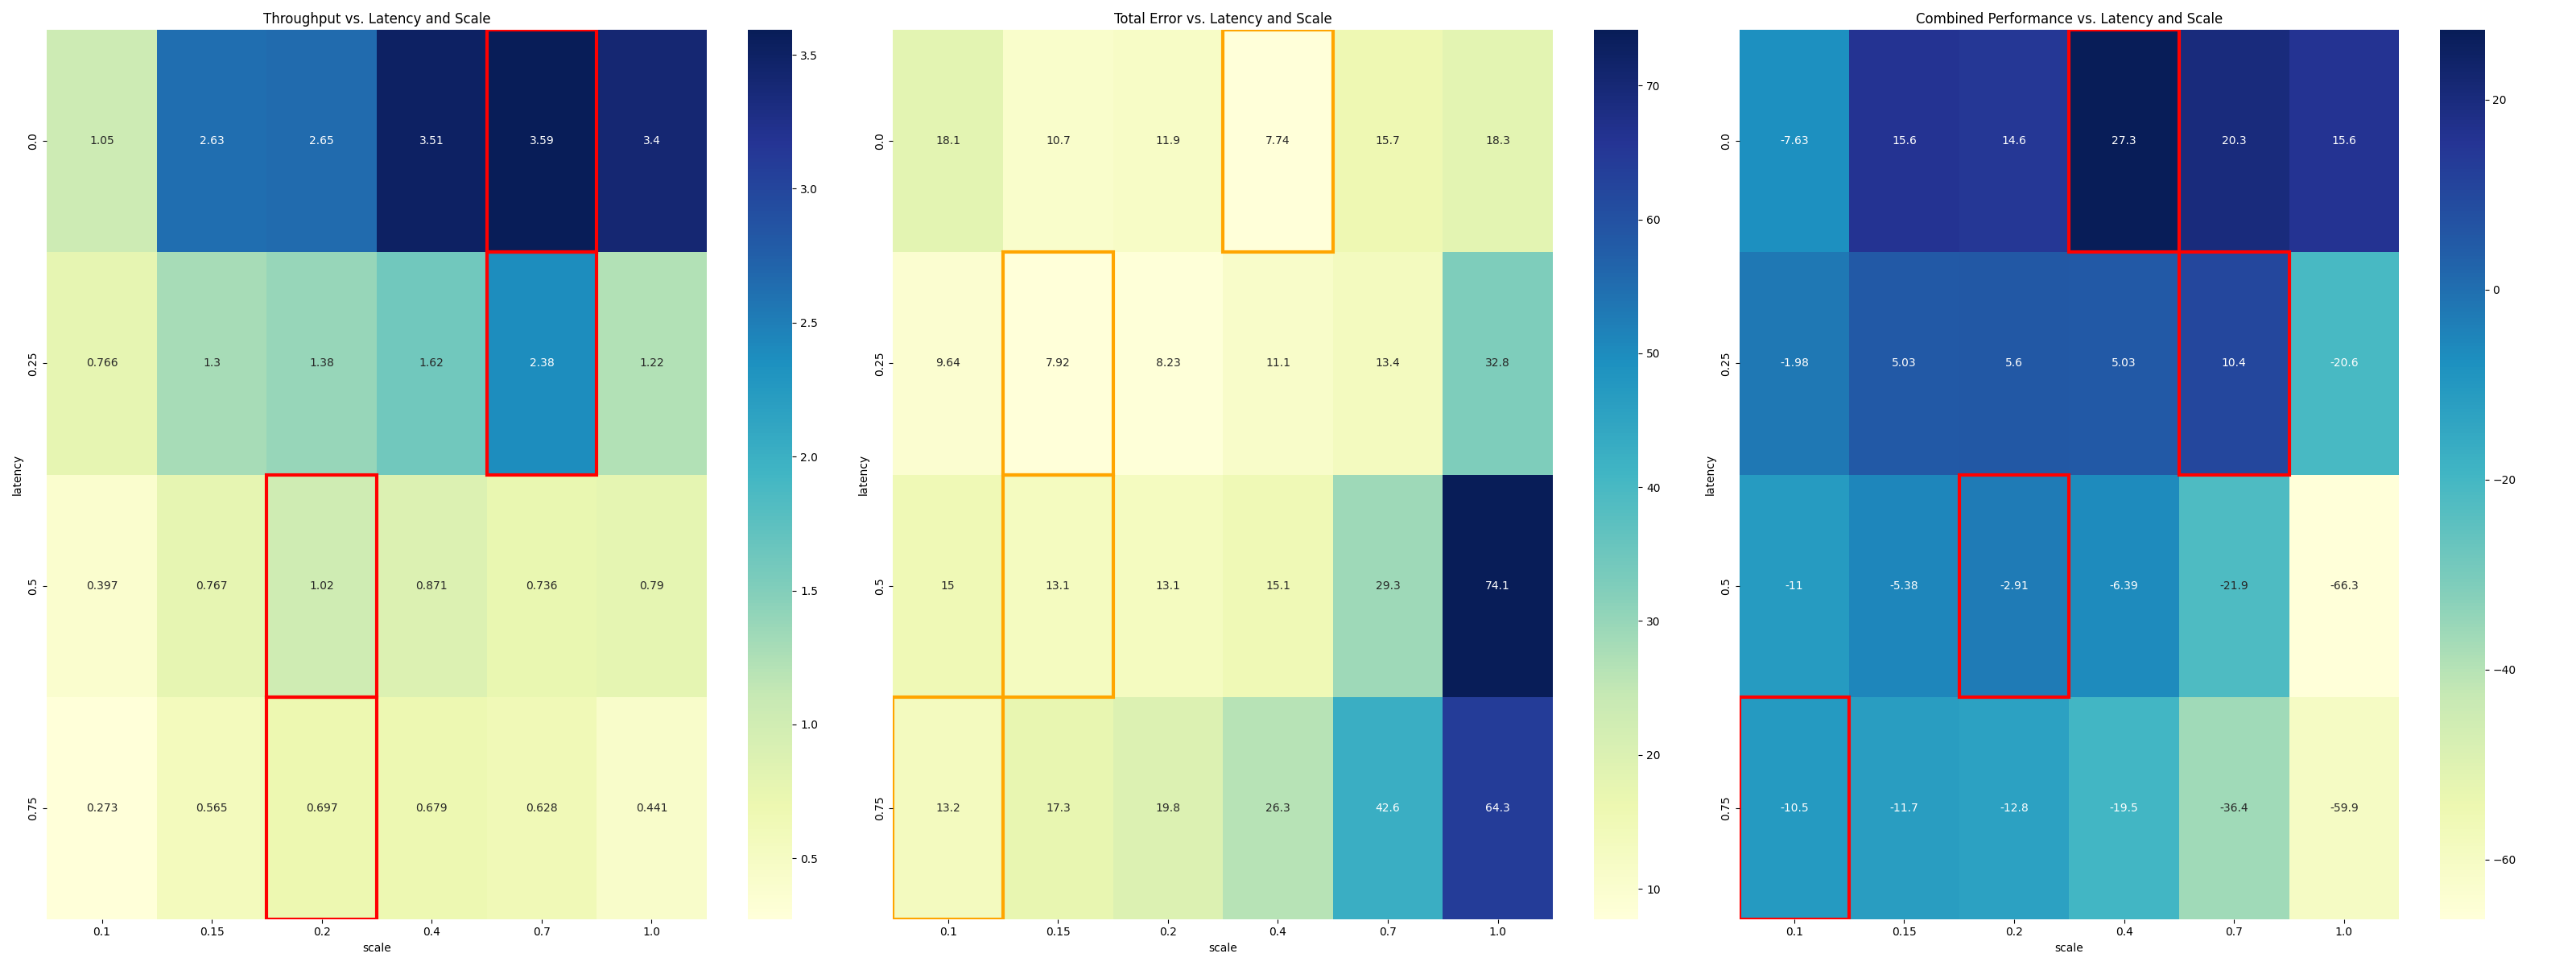 Throughput vs. Latency and Scale
0.0 1.05 2.63 2.65 3.51 3.59 3.4
0.25 0.766 1.3 1.38 1.62 2.38 1.22
0.5 0.397 0.767 1.02 0.871 0.736 0.79
0.75 0.273 0.565 0.697 0.679 0.628 0.441
latency
0.1 0.15 0.2 0.4 0.7 1.0
scale
3.5
3.0
2.5
2.0
1.5
1.0
0.5
Total Error vs. Latency and Scale
0.0 18.1 10.7 11.9 7.74 15.7 18.3
0.25 9.64 7.92 8.23 11.1 13.4 32.8
0.5 15 13.1 13.1 15.1 29.3 74.1
0.75 13.2 17.3 19.8 26.3 42.6 64.3
latency
0.1 0.15 0.2 0.4 0.7 1.0
scale
70
60
50
40
30
20
10
Combined Performance vs. Latency and Scale
0.0 -7.63 15.6 14.6 27.3 20.3 15.6
0.25 -1.98 5.03 5.6 5.03 10.4 -20.6
0.5 -11 -5.38 -2.91 -6.39 -21.9 -66.3
0.75 -10.5 -11.7 -12.8 -19.5 -36.4 -59.9
latency
0.1 0.15 0.2 0.4 0.7 1.0
scale
20
0
−20
−40
−60